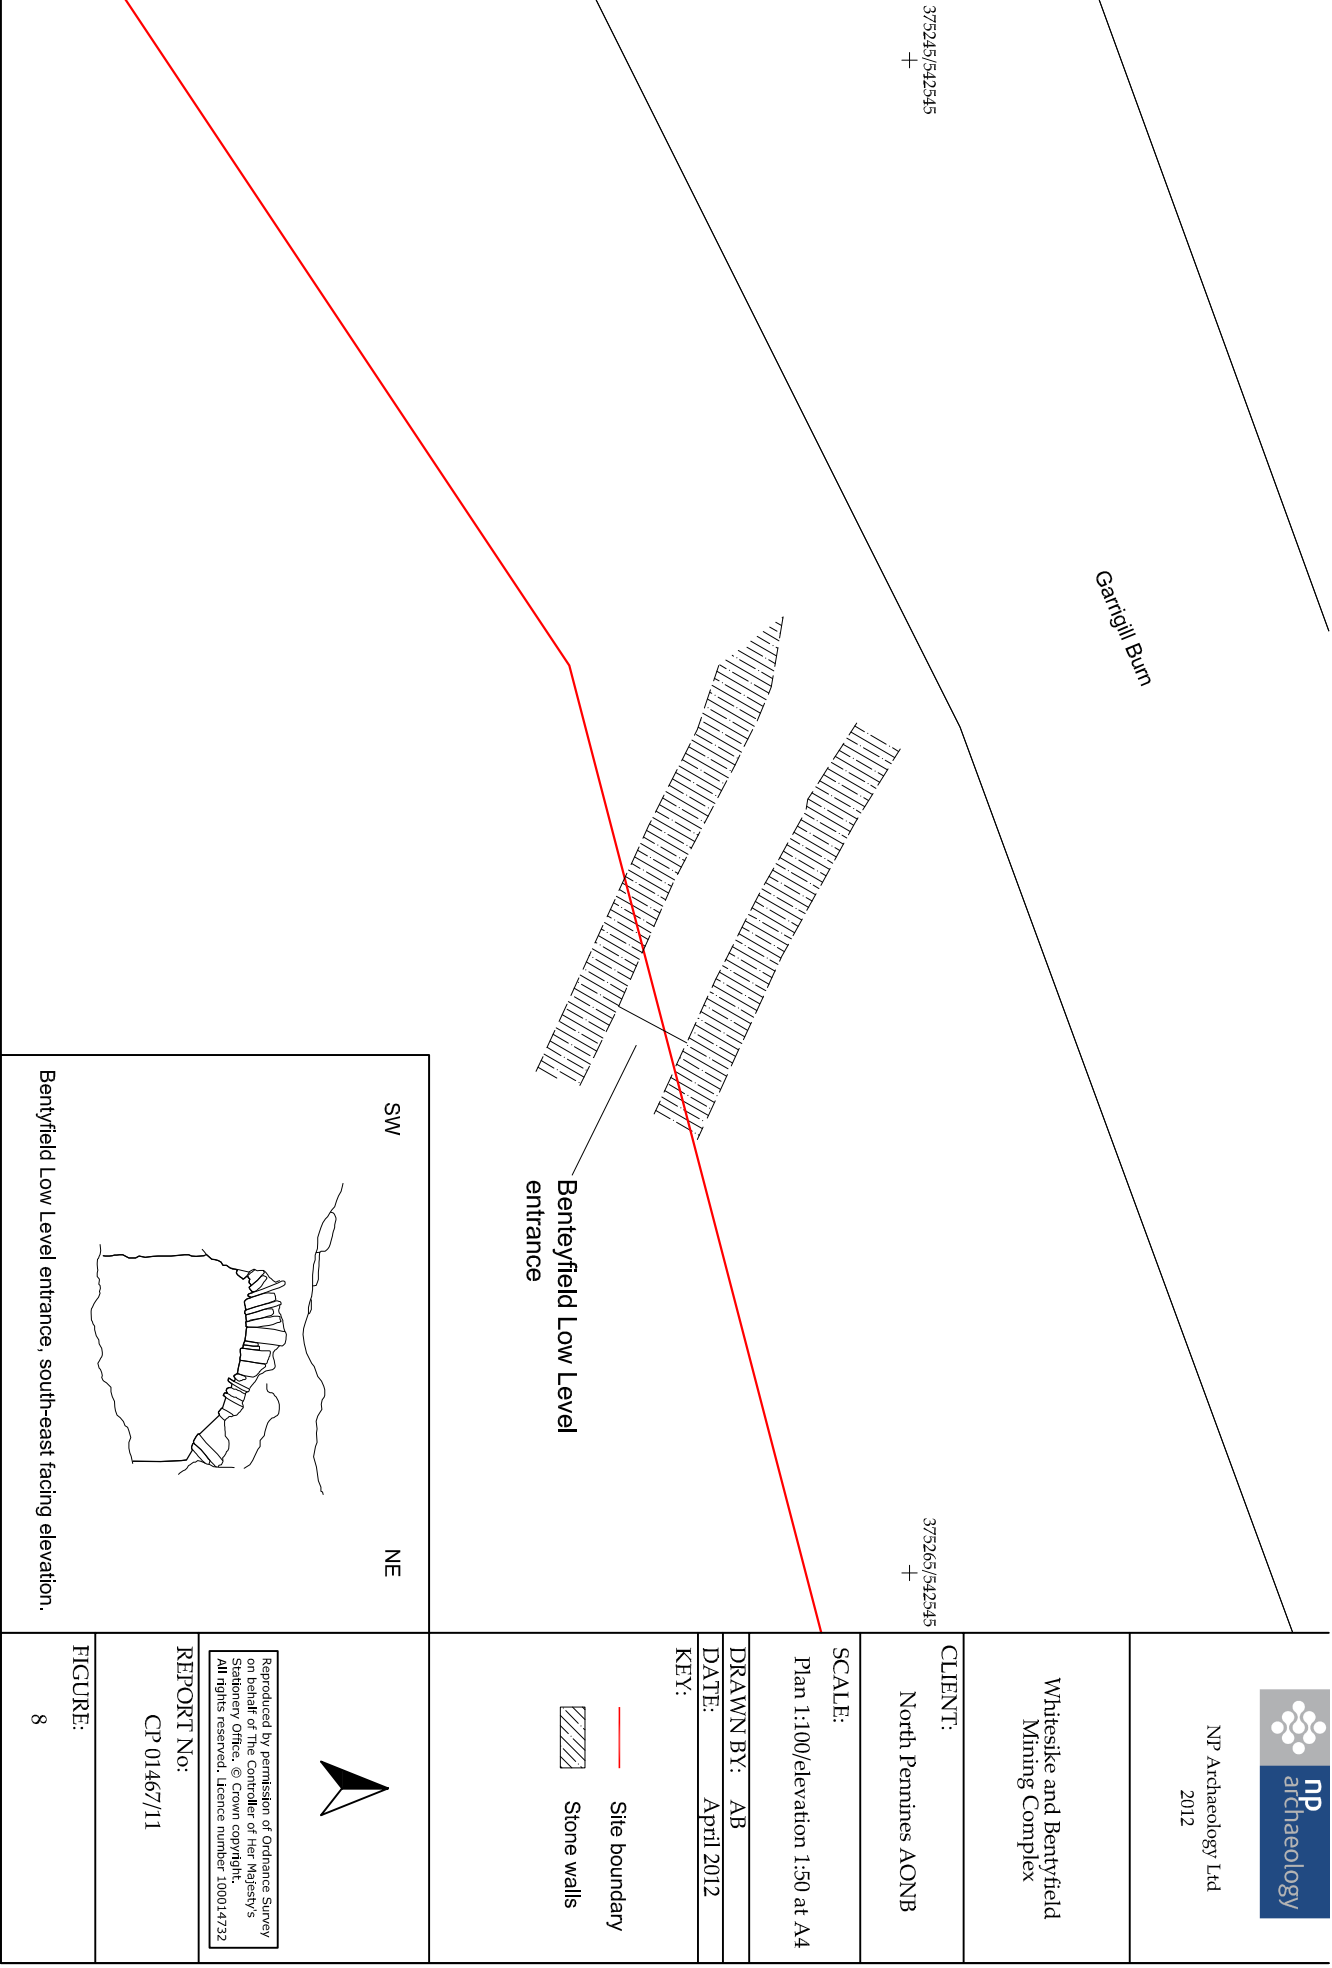 375245/542545
375265/542545
Garrigill Burn
Benteyfield Low Level
entrance
SW
NE
Bentyfield Low Level entrance, south-east facing elevation.
np
archaeology
NP Archaeology Ltd
2012
Whitesike and Bentyfield
Mining Complex
CLIENT:
North Pennines AONB
SCALE:
Plan 1:100/elevation 1:50 at A4
DRAWN BY: AB
DATE: April 2012
KEY:
Site boundary
Stone walls
Reproduced by permission of Ordnance Survey
on behalf of The Controller of Her Majesty's
Stationery Office. © Crown copyright.
All rights reserved. Licence number 100014732
REPORT No:
CP 01467/11
FIGURE:
8